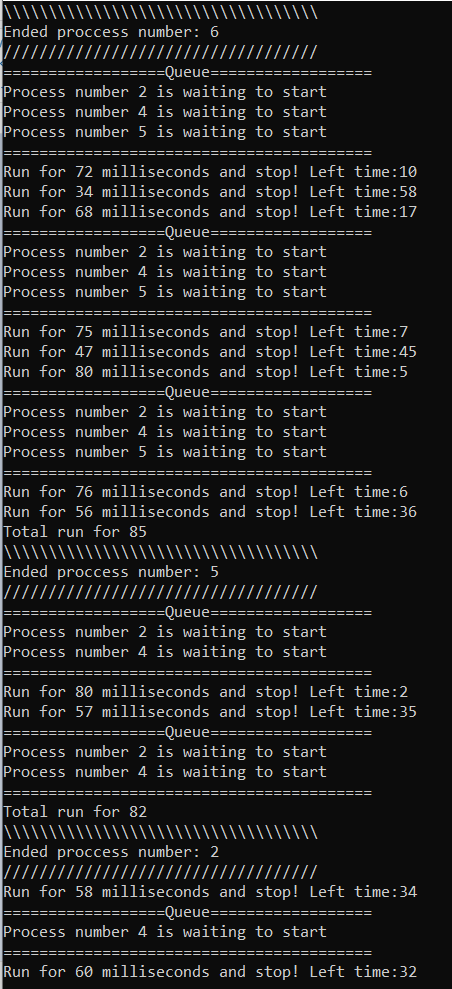 \\\\\\\\\\\\\\\\\\\\\\\\\\\\\\\\\\\
Ended proccess number: 6
///////////////////////////////////
==================Queue==================
Process number 2 is waiting to start
Process number 4 is waiting to start
Process number 5 is waiting to start
=========================================
Run for 72 milliseconds and stop! Left time:10
Run for 34 milliseconds and stop! Left time:58
Run for 68 milliseconds and stop! Left time:17
==================Queue==================
Process number 2 is waiting to start
Process number 4 is waiting to start
Process number 5 is waiting to start
=========================================
Run for 75 milliseconds and stop! Left time:7
Run for 47 milliseconds and stop! Left time:45
Run for 80 milliseconds and stop! Left time:5
==================Queue==================
Process number 2 is waiting to start
Process number 4 is waiting to start
Process number 5 is waiting to start
=========================================
Run for 76 milliseconds and stop! Left time:6
Run for 56 milliseconds and stop! Left time:36
Total run for 85
\\\\\\\\\\\\\\\\\\\\\\\\\\\\\\\\\\\
Ended proccess number: 5
///////////////////////////////////
==================Queue==================
Process number 2 is waiting to start
Process number 4 is waiting to start
=========================================
Run for 80 milliseconds and stop! Left time:2
Run for 57 milliseconds and stop! Left time:35
==================Queue==================
Process number 2 is waiting to start
Process number 4 is waiting to start
=========================================
Total run for 82
\\\\\\\\\\\\\\\\\\\\\\\\\\\\\\\\\\\
Ended proccess number: 2
///////////////////////////////////
Run for 58 milliseconds and stop! Left time:34
==================Queue==================
Process number 4 is waiting to start
=========================================
Run for 60 milliseconds and stop! Left time:32